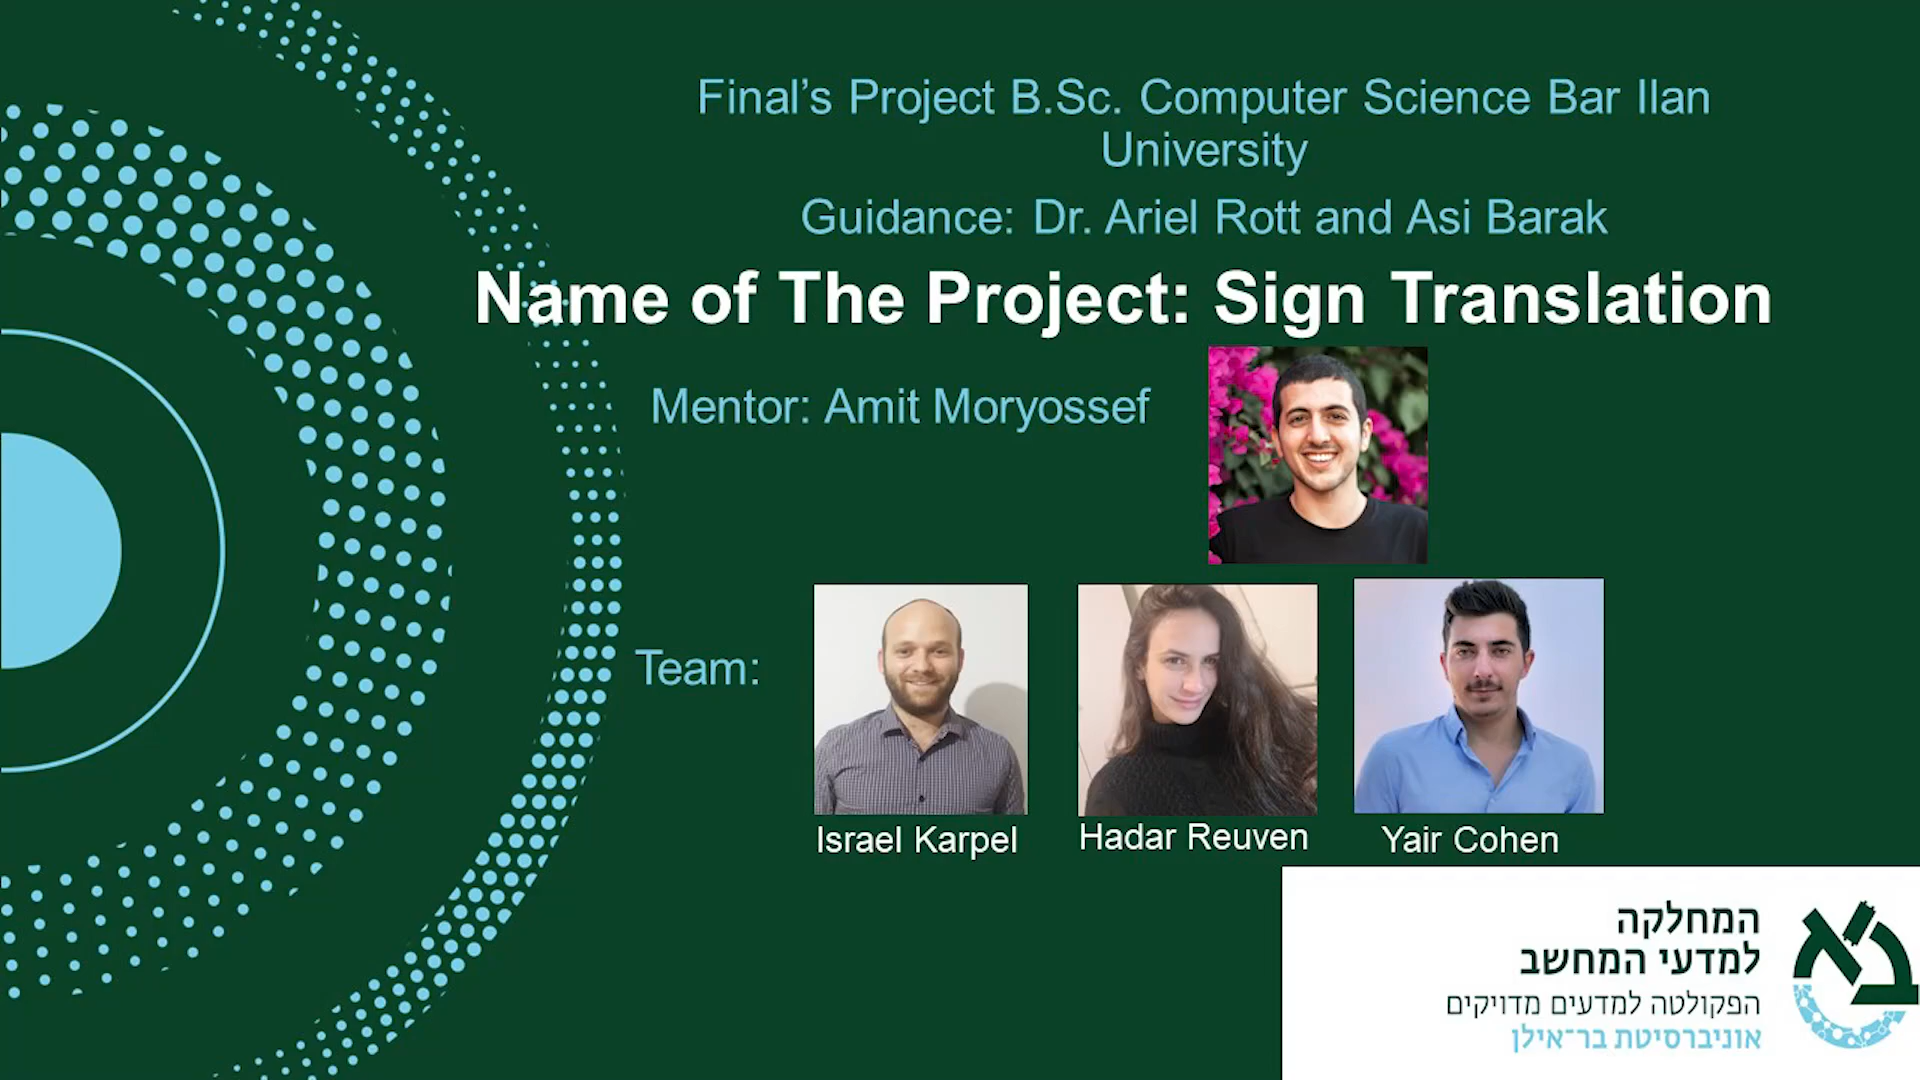 Final’s Project B.Sc. Computer Science Bar Ilan
University
Guidance: Dr. Ariel Rott and Asi Barak
Name of The Project: Sign Translation
Mentor: Amit Moryossef
Team:
Israel Karpel
Hadar Reuven
Yair Cohen
המחלקה
למדעי המחשב
הפקולטה למדעים מדויקים
אוניברסיטת בר־אילן